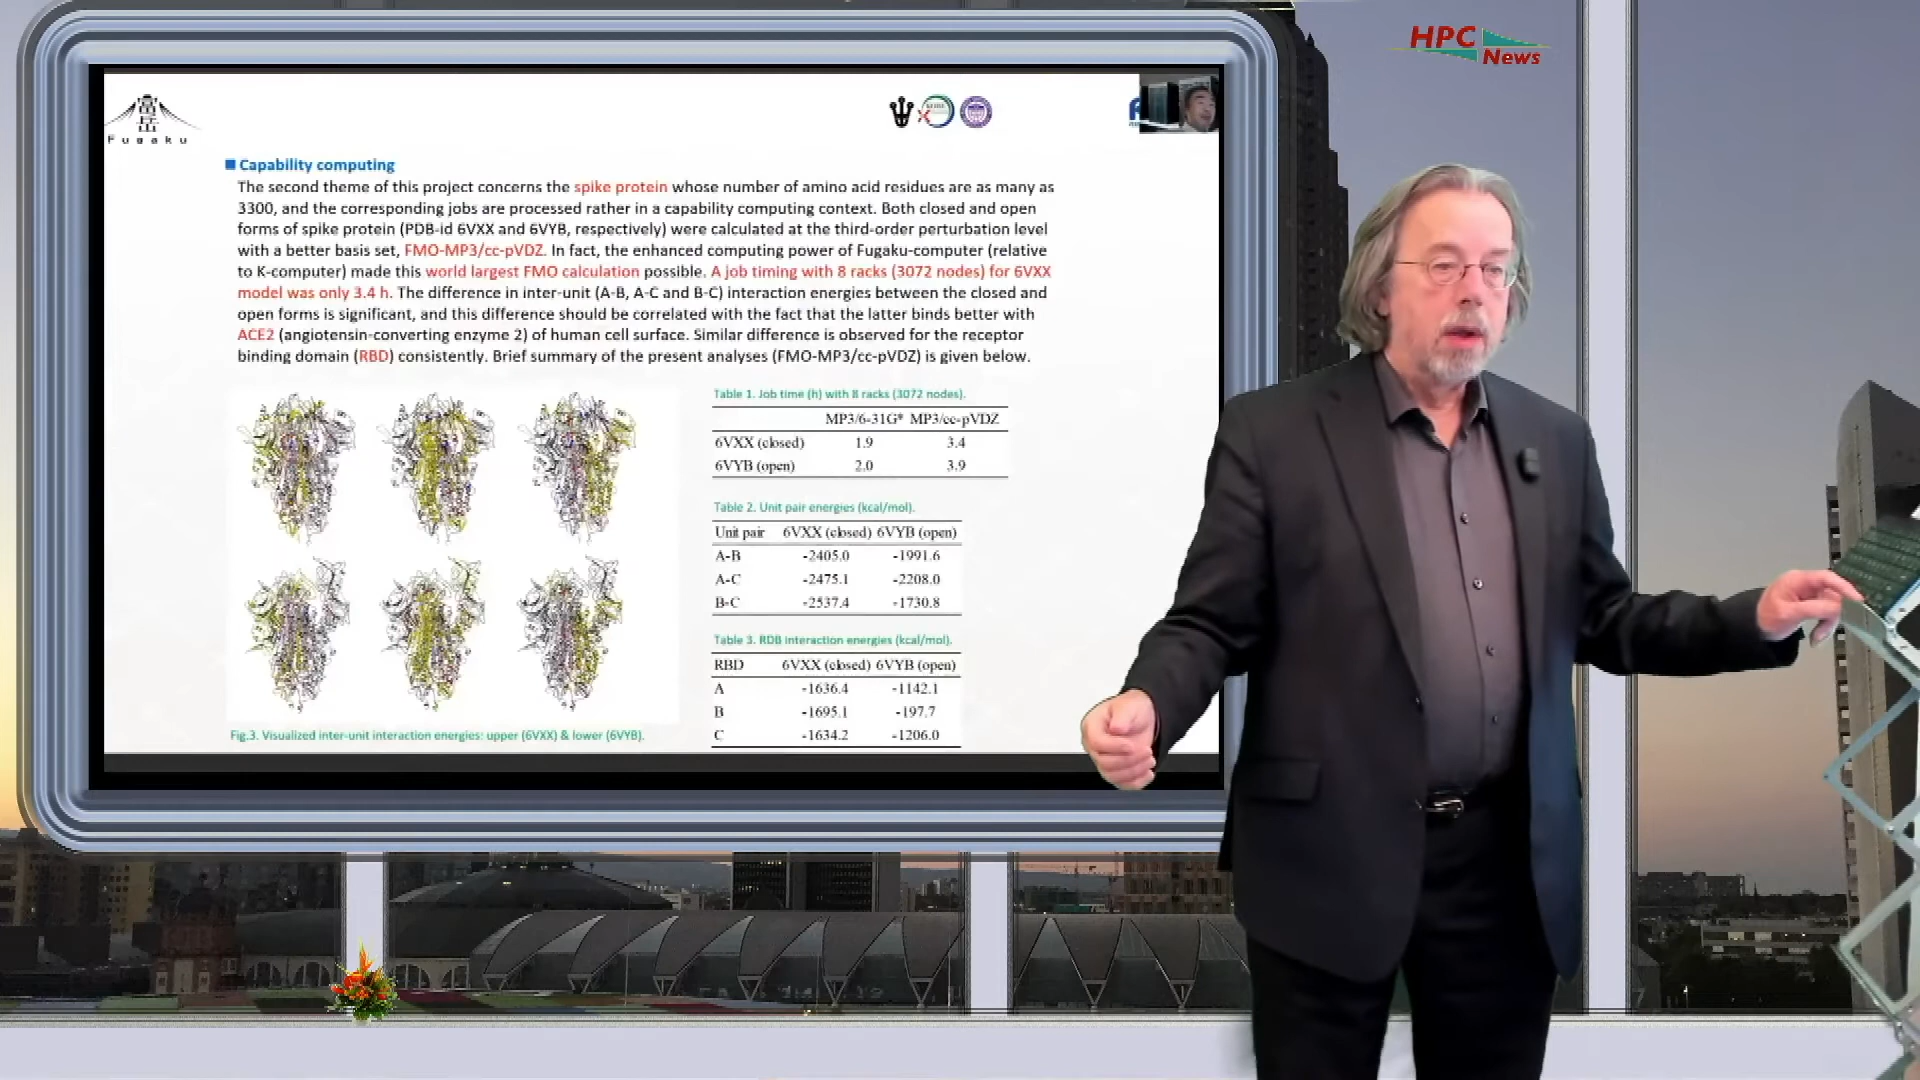 HPC
News
富
岳
Fugaku
Capability computing
The second theme of this project concerns the spike protein whose number of amino acid residues are as many as
3300, and the corresponding jobs are processed rather in a capability computing context. Both closed and open
forms of spike protein (PDB-id 6VXX and 6VYB, respectively) were calculated at the third-order perturbation level
with a better basis set, FMO-MP3/cc-pVDZ. In fact, the enhanced computing power of Fugaku-computer (relative
to K-computer) made this world largest FMO calculation possible. A job timing with 8 racks (3072 nodes) for 6VXX
model was only 3.4 h. The difference in inter-unit (A-B, A-C and B-C) interaction energies between the closed and
open forms is significant, and this difference should be correlated with the fact that the latter binds better with
ACE2 (angiotensin-converting enzyme 2) of human cell surface. Similar difference is observed for the receptor
binding domain (RBD) consistently. Brief summary of the present analyses (FMO-MP3/cc-pVDZ) is given below.
Fig.3. Visualized inter-unit interaction energies: upper (6VXX) & lower (6VYB).
Table 1. Job time (h) with 8 racks (3072 nodes).
MP3/6-31G* MP3/cc-pVDZ
6VXX (closed) 1.9 3.4
6VYB (open) 2.0 3.9
Table 2. Unit pair energies (kcal/mol).
Unit pair 6VXX (closed) 6VYB (open)
A-B -2405.0 -1991.6
A-C -2475.1 -2208.0
B-C -2537.4 -1730.8
Table 3. RDB interaction energies (kcal/mol).
RBD 6VXX (closed) 6VYB (open)
A -1636.4 -1142.1
B -1695.1 -197.7
C -1634.2 -1206.0